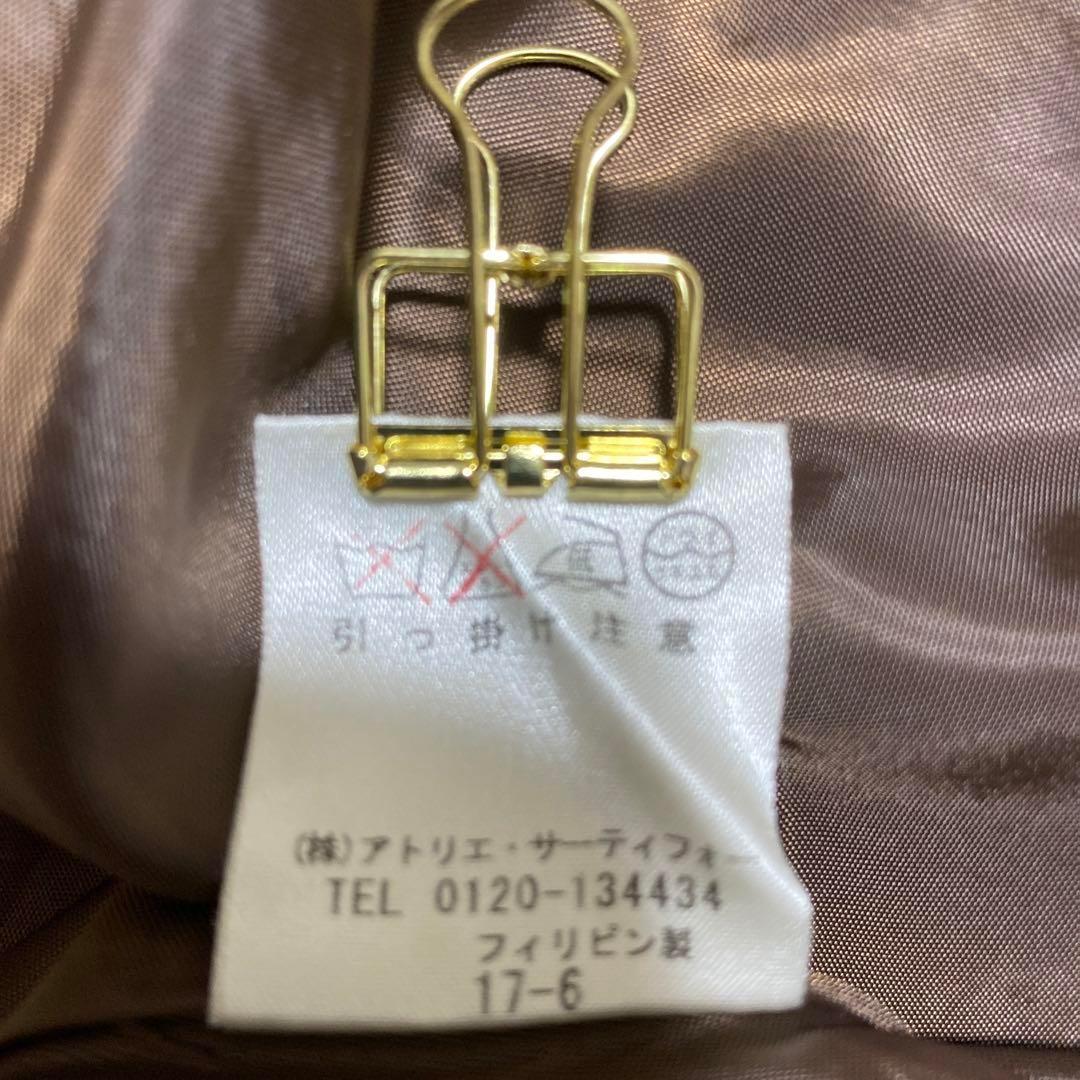 引っ掛け注意
(株)アトリエ・サーティフォー
TEL 0120-134434
フィリピン製
17-6